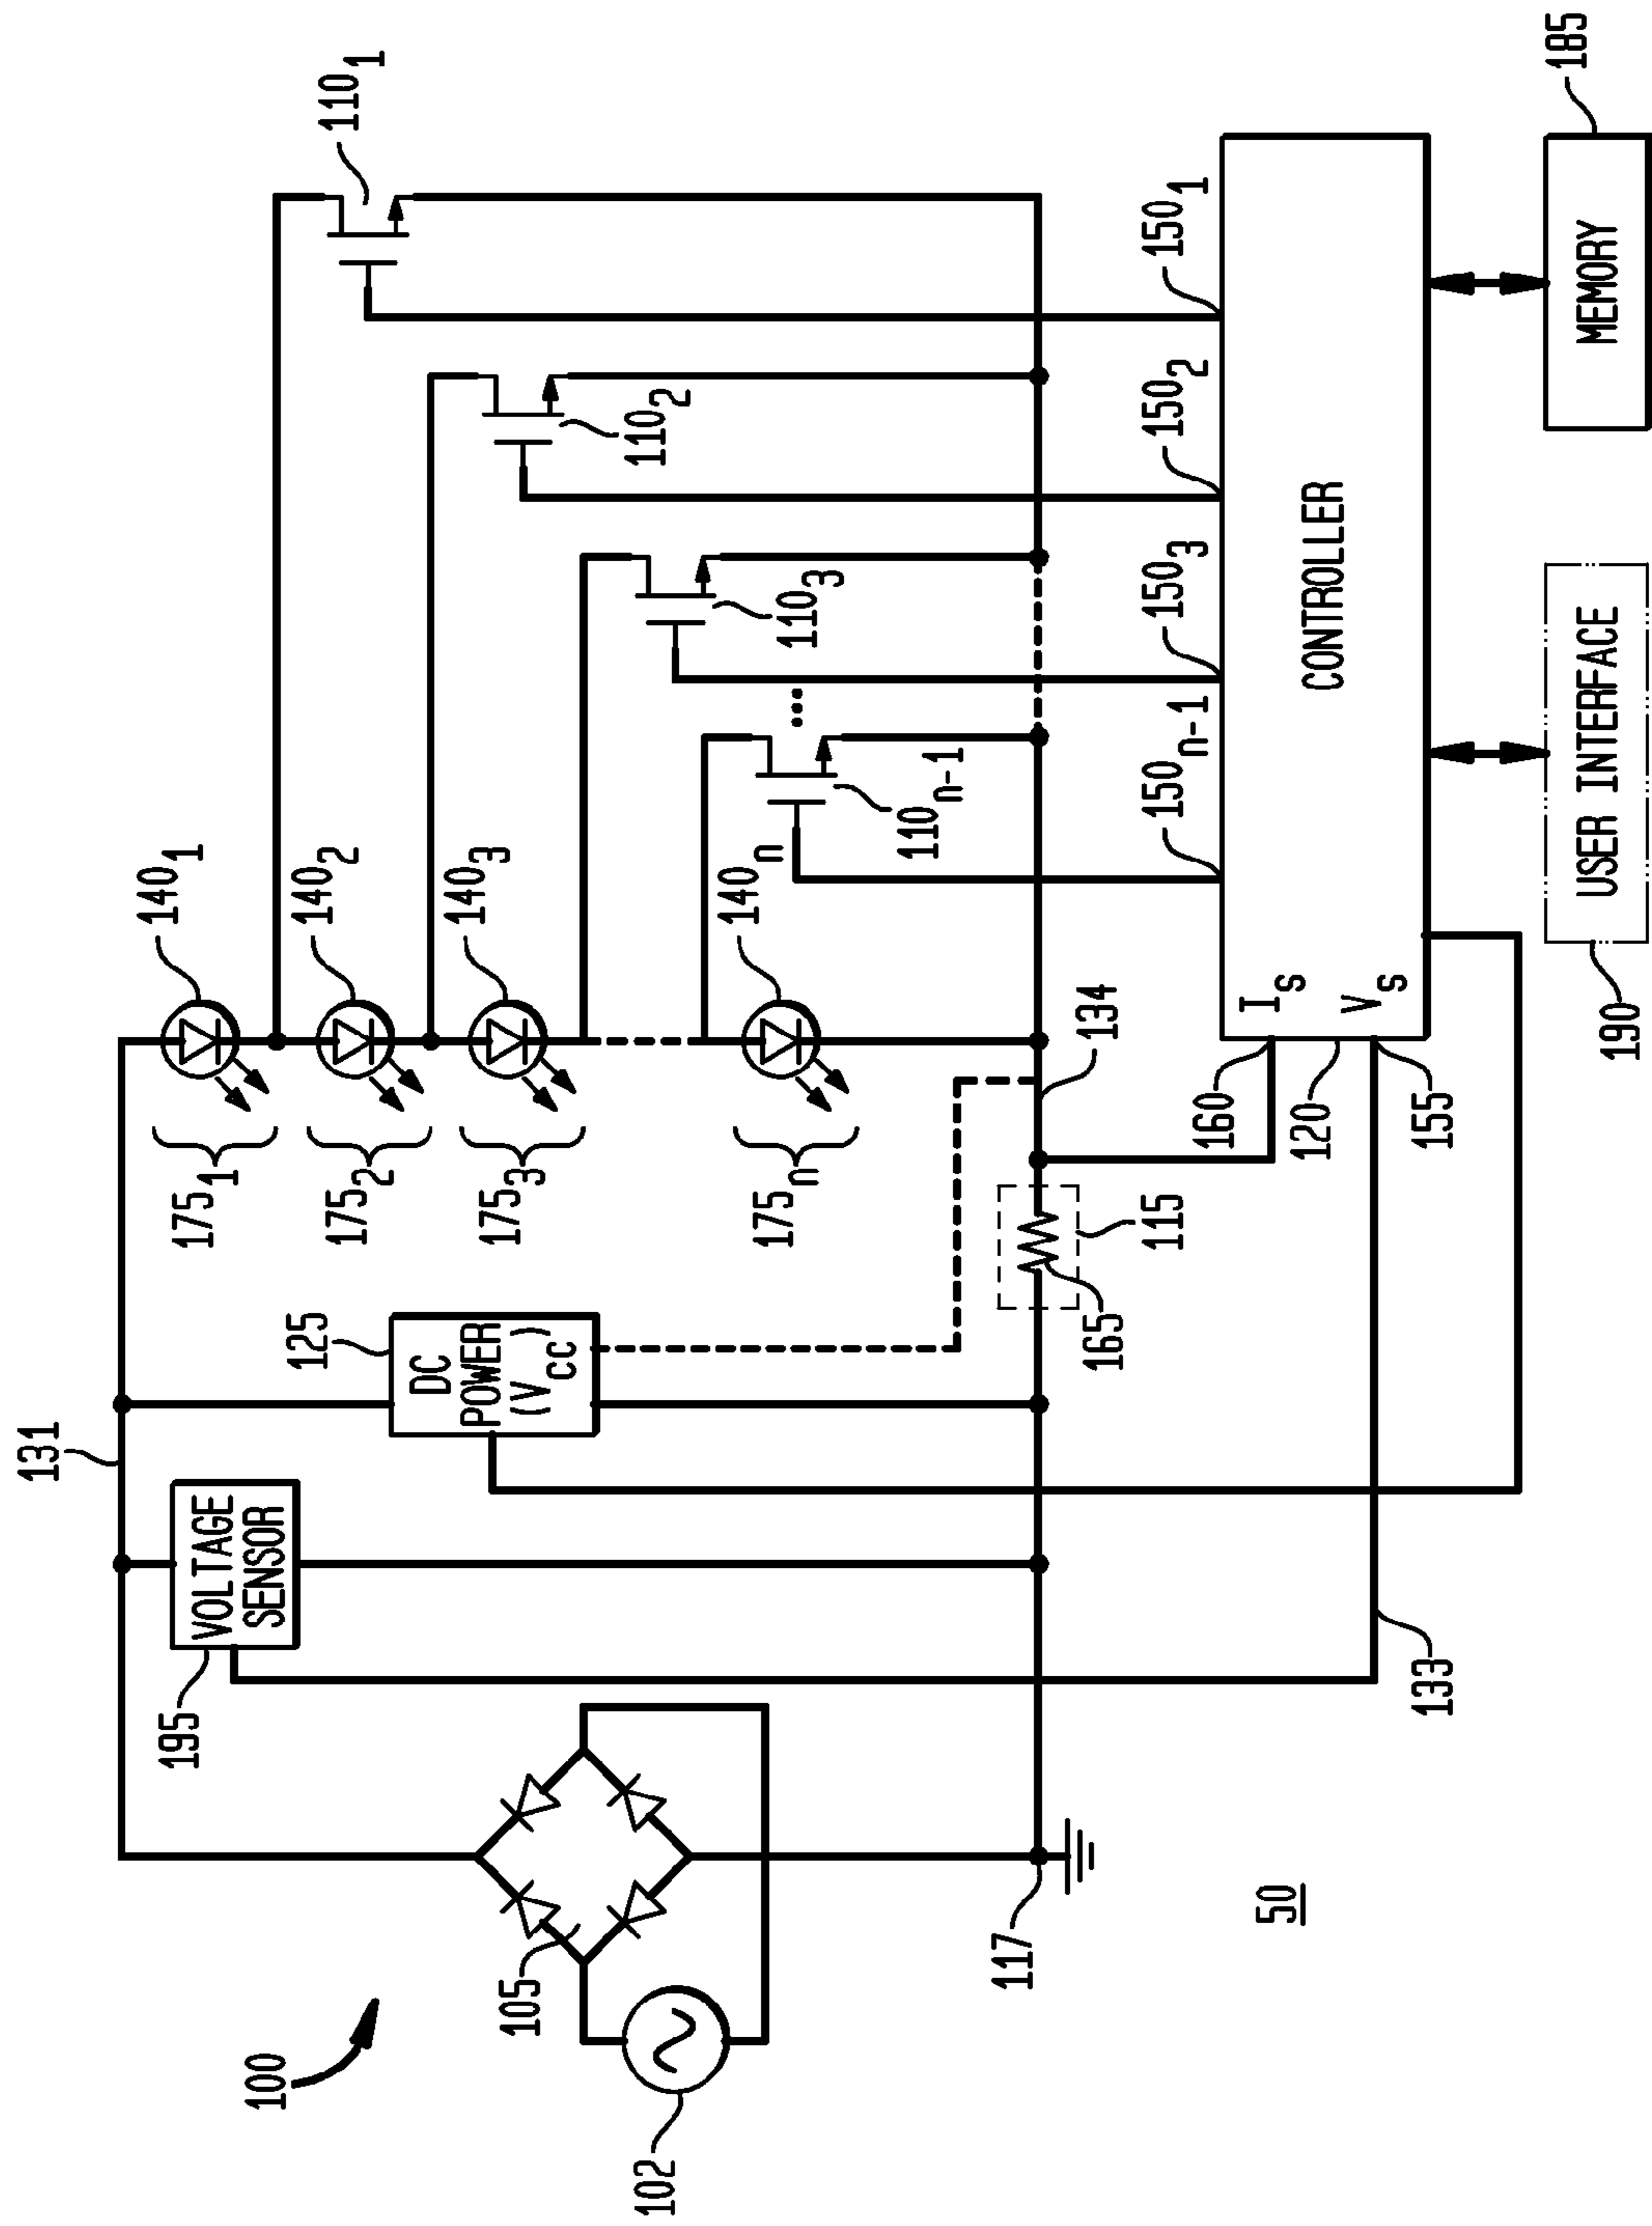 100
102
105
195
VOLTAGE
SENSOR
131
125
DC
POWER
(VCC)
117
50
133
175₁
175₂
175₃
175ₙ
140₁
140₂
140₃
140ₙ
110₁
110₂
110₃
...
110ₙ₋₁
115
165
134
160
120
155
IS
VS
150ₙ₋₁
150₃
150₂
150₁
CONTROLLER
190
USER INTERFACE
MEMORY
185